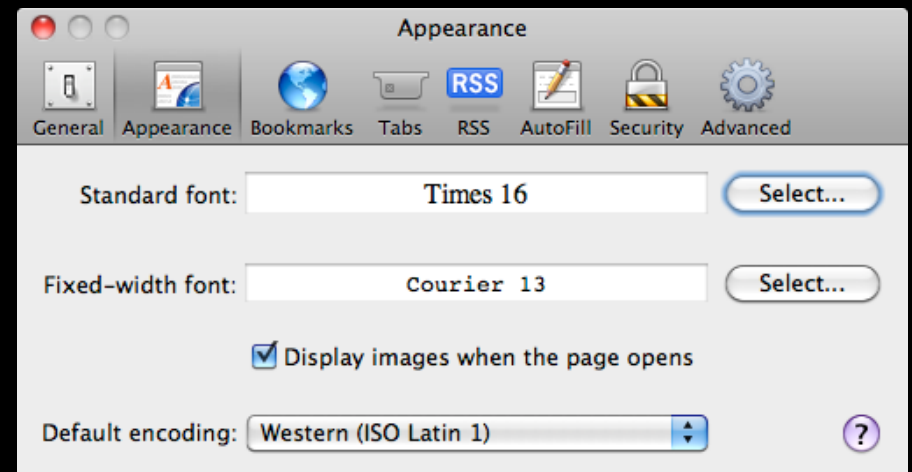 Appearance
General Appearance Bookmarks Tabs RSS AutoFill Security Advanced
RSS
Standard font: Times 16 Select...
Fixed-width font: Courier 13 Select...
Display images when the page opens
Default encoding: Western (ISO Latin 1) ?